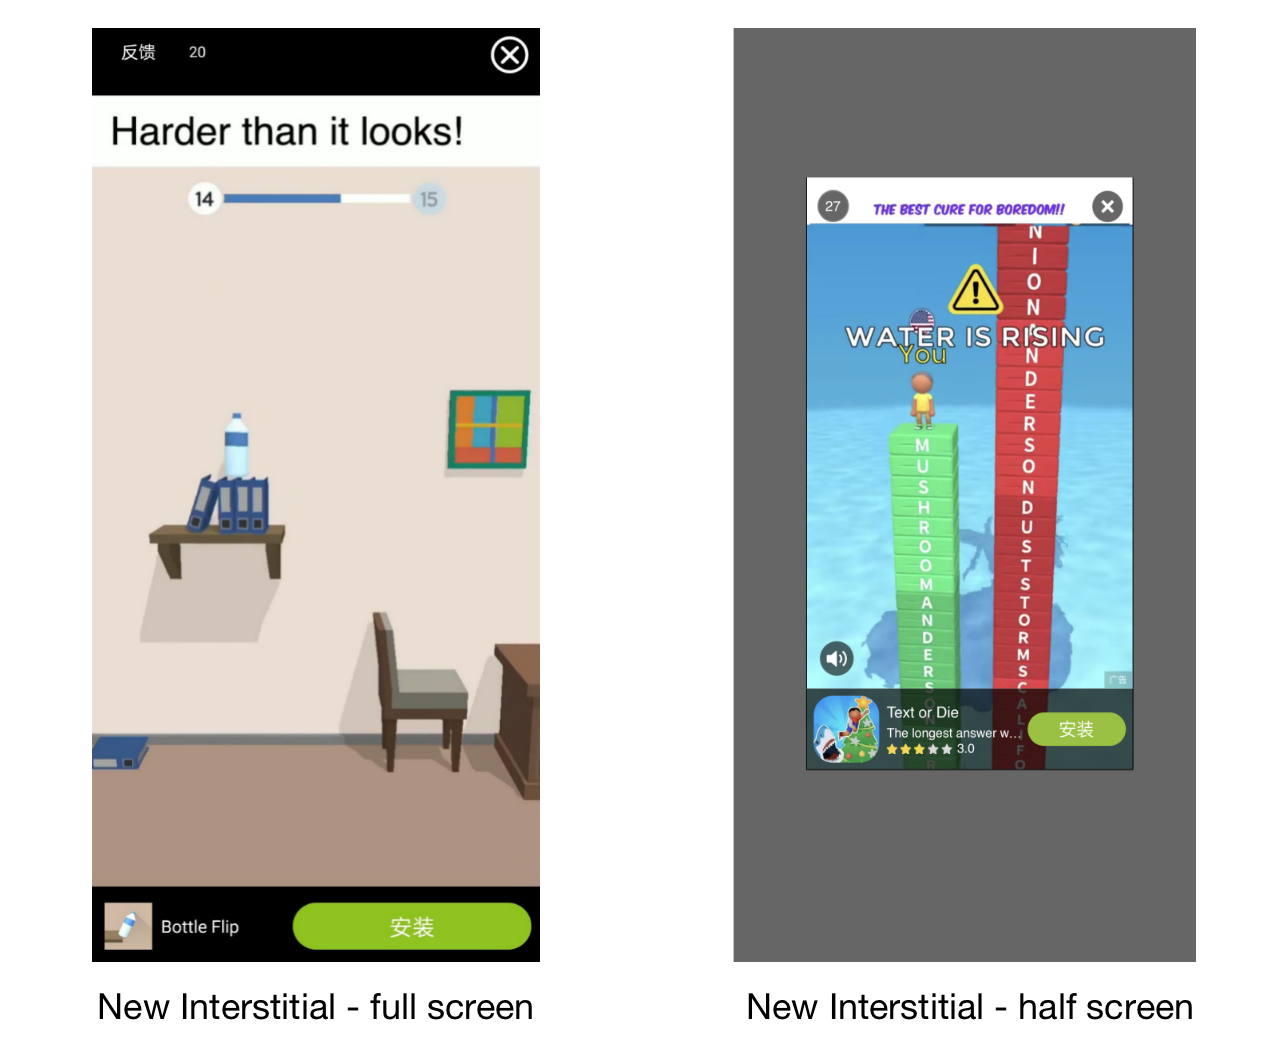 反馈 20
Harder than it looks!
14 15
Bottle Flip 安装
New Interstitial - full screen
27 THE BEST CURE FOR BOREDOM!!
WATER IS RISING
You
MUSHROOMANDERSON
NIONANDERSONDUSTSTORMSCALIFO
广告
Text or Die
The longest answer w...
3.0
安装
New Interstitial - half screen